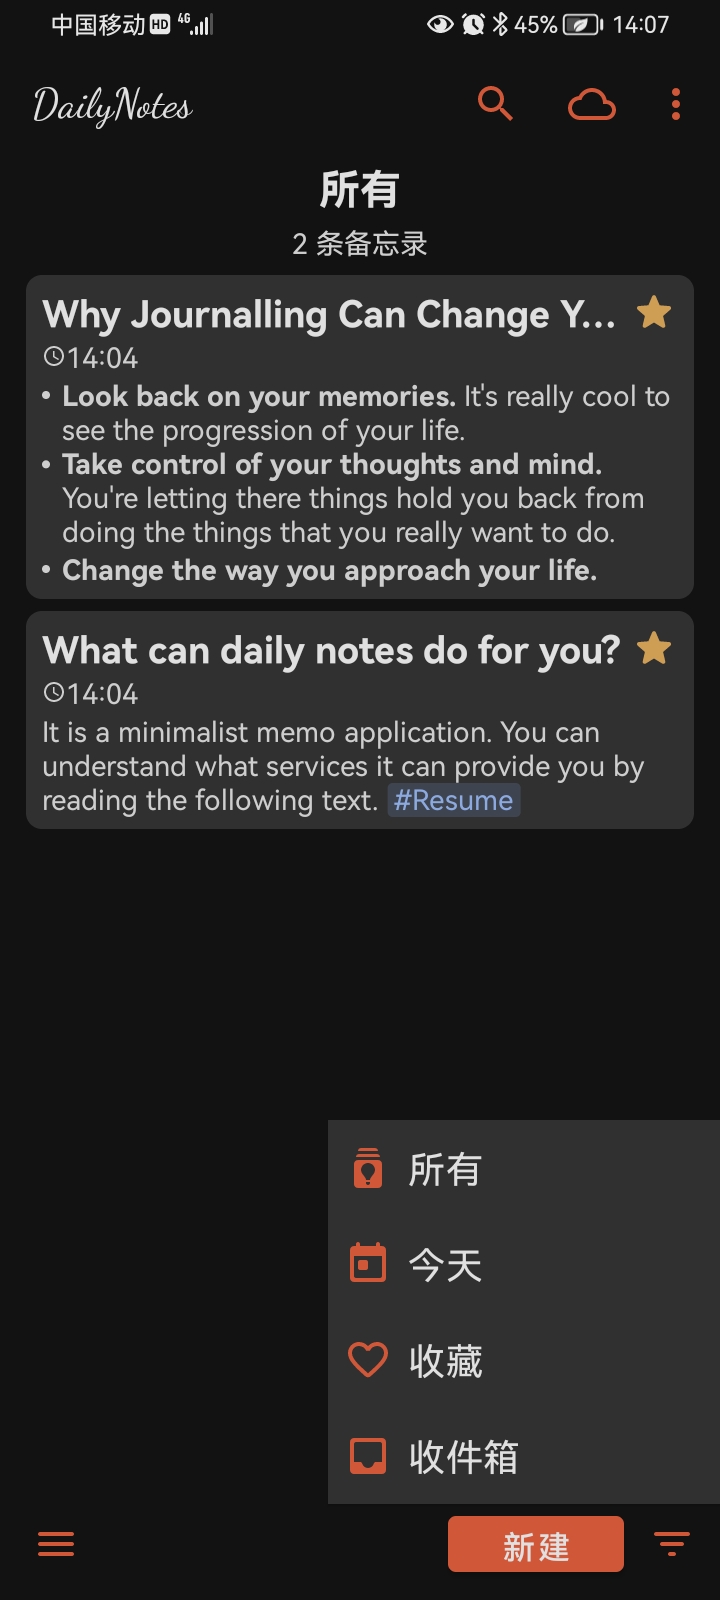 中国移动 HD 4G 45% 14:07
DailyNotes
所有
2 条备忘录
Why Journalling Can Change Y...
14:04
• Look back on your memories. It's really cool to
see the progression of your life.
• Take control of your thoughts and mind.
You're letting there things hold you back from
doing the things that you really want to do.
• Change the way you approach your life.
What can daily notes do for you?
14:04
It is a minimalist memo application. You can
understand what services it can provide you by
reading the following text. #Resume
所有
今天
收藏
收件箱
新建